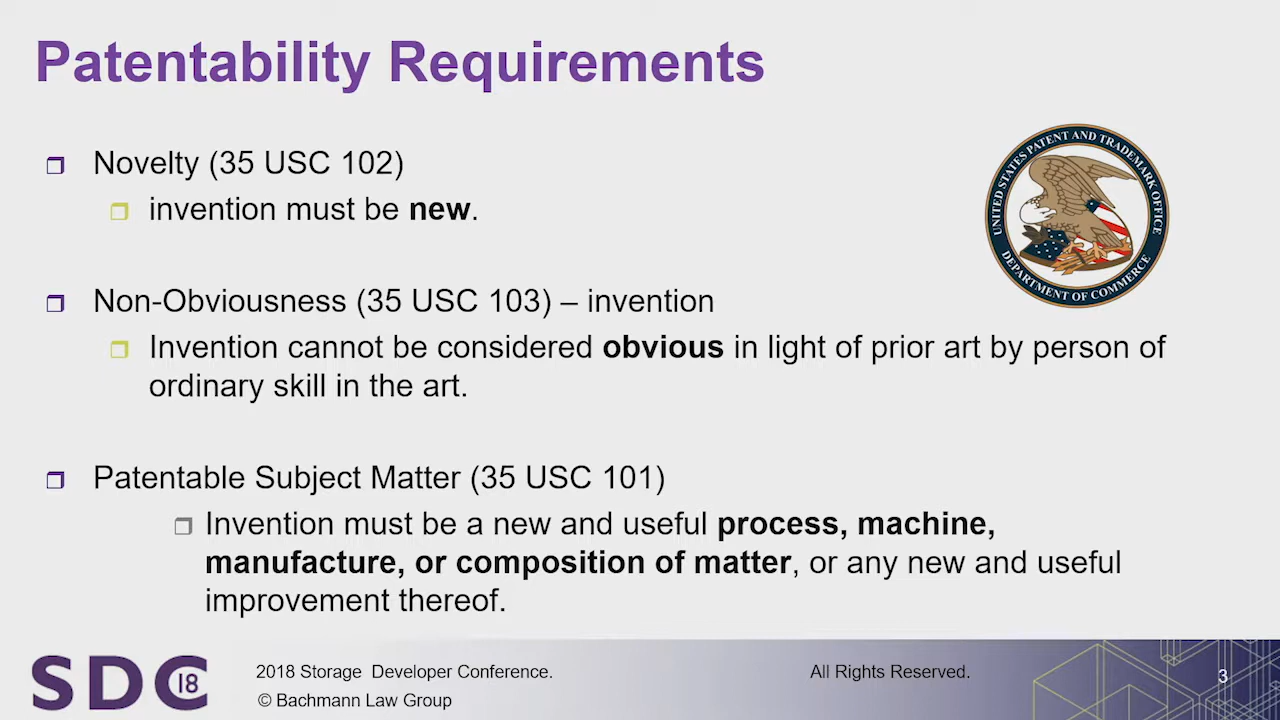 Patentability Requirements
Novelty (35 USC 102)
invention must be new.
Non-Obviousness (35 USC 103) – invention
Invention cannot be considered obvious in light of prior art by person of
ordinary skill in the art.
Patentable Subject Matter (35 USC 101)
Invention must be a new and useful process, machine,
manufacture, or composition of matter, or any new and useful
improvement thereof.
UNITED STATES PATENT AND TRADEMARK OFFICE
DEPARTMENT OF COMMERCE
SDC 18
2018 Storage Developer Conference.
© Bachmann Law Group
All Rights Reserved.
3